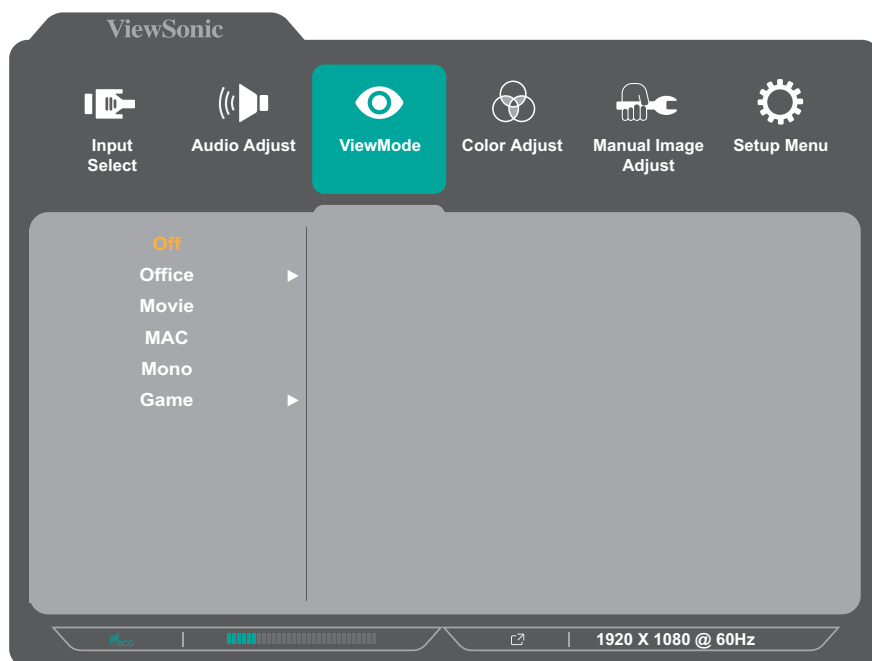 ViewSonic
Input
Select
Audio Adjust
ViewMode
Color Adjust
Manual Image
Adjust
Setup Menu
Off
Office
Movie
MAC
Mono
Game
eco
1920 X 1080 @ 60Hz